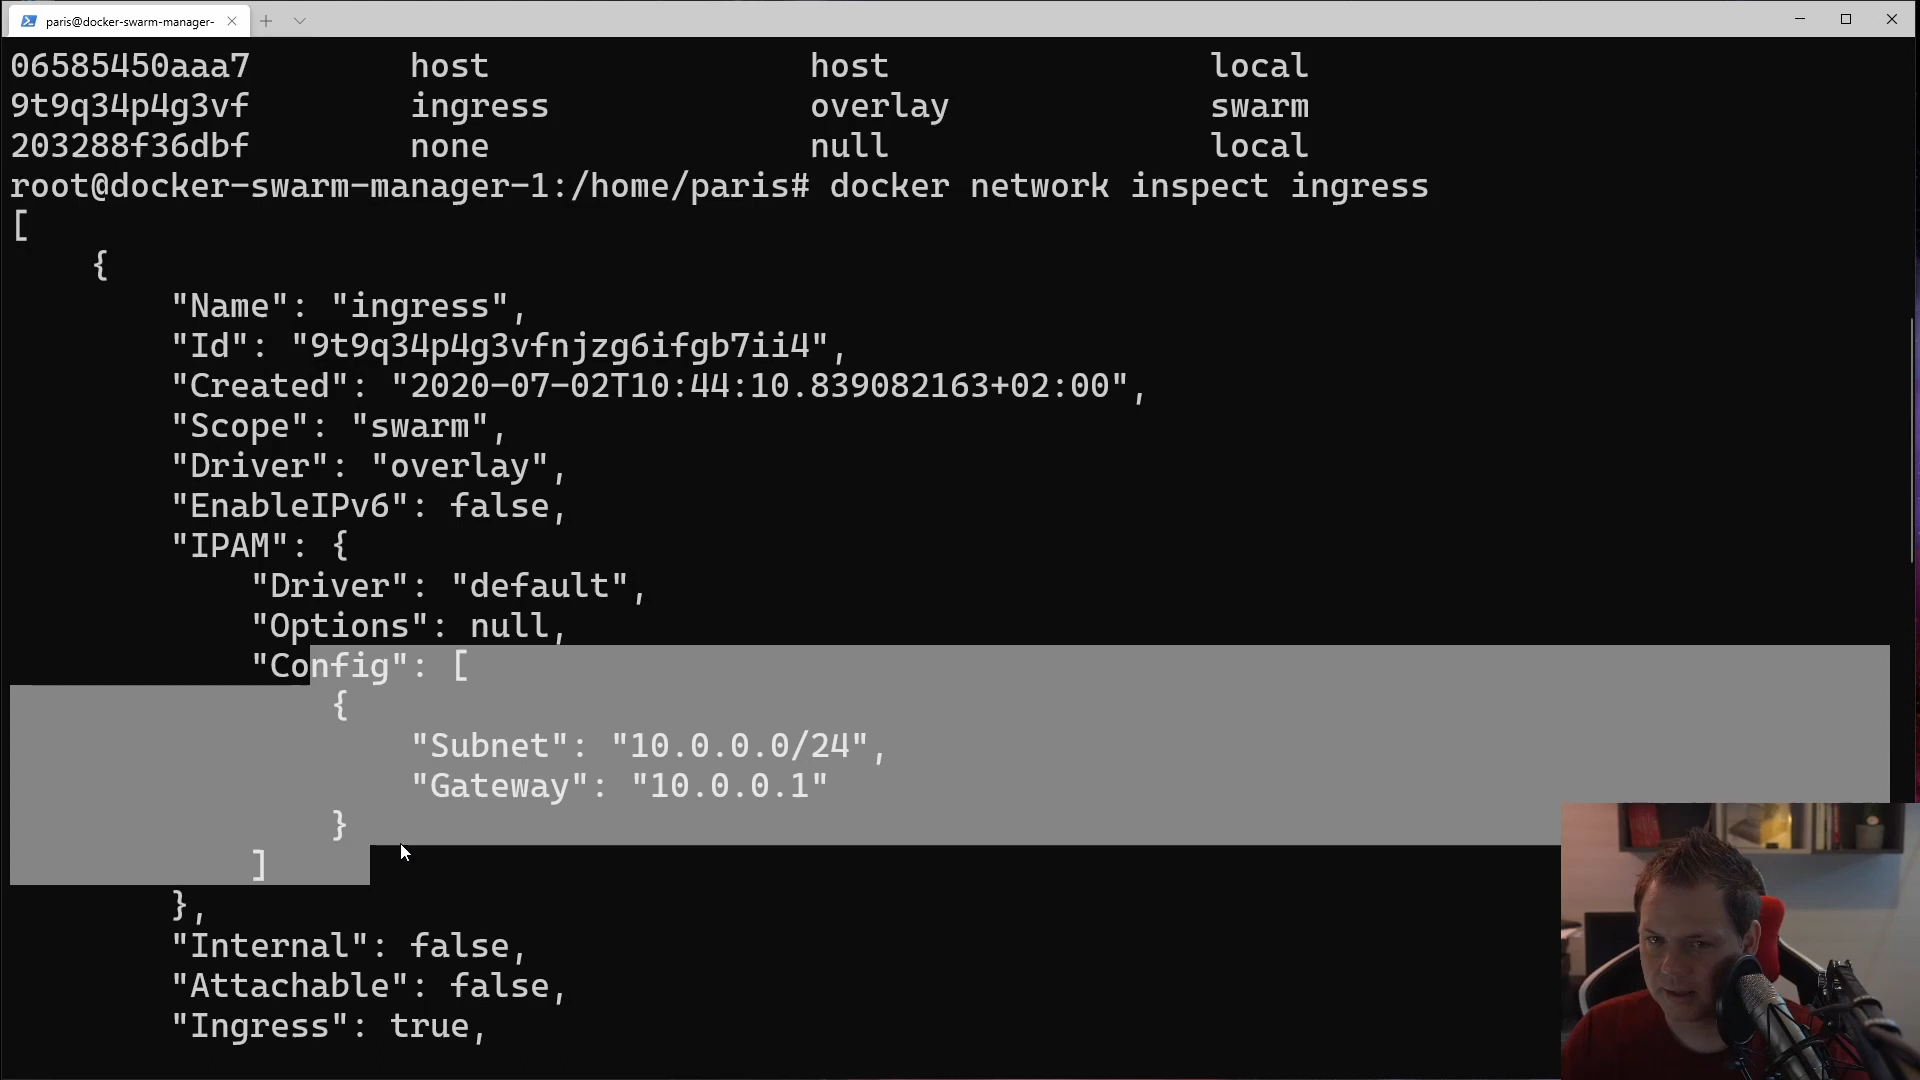 paris@docker-swarm-manager-
06585450aaa7 host host local
9t9q34p4g3vf ingress overlay swarm
203288f36dbf none null local
root@docker-swarm-manager-1:/home/paris# docker network inspect ingress
[
{
"Name": "ingress",
"Id": "9t9q34p4g3vfnjzg6ifgb7ii4",
"Created": "2020-07-02T10:44:10.839082163+02:00",
"Scope": "swarm",
"Driver": "overlay",
"EnableIPv6": false,
"IPAM": {
"Driver": "default",
"Options": null,
"Config": [
{
"Subnet": "10.0.0.0/24",
"Gateway": "10.0.0.1"
}
]
},
"Internal": false,
"Attachable": false,
"Ingress": true,